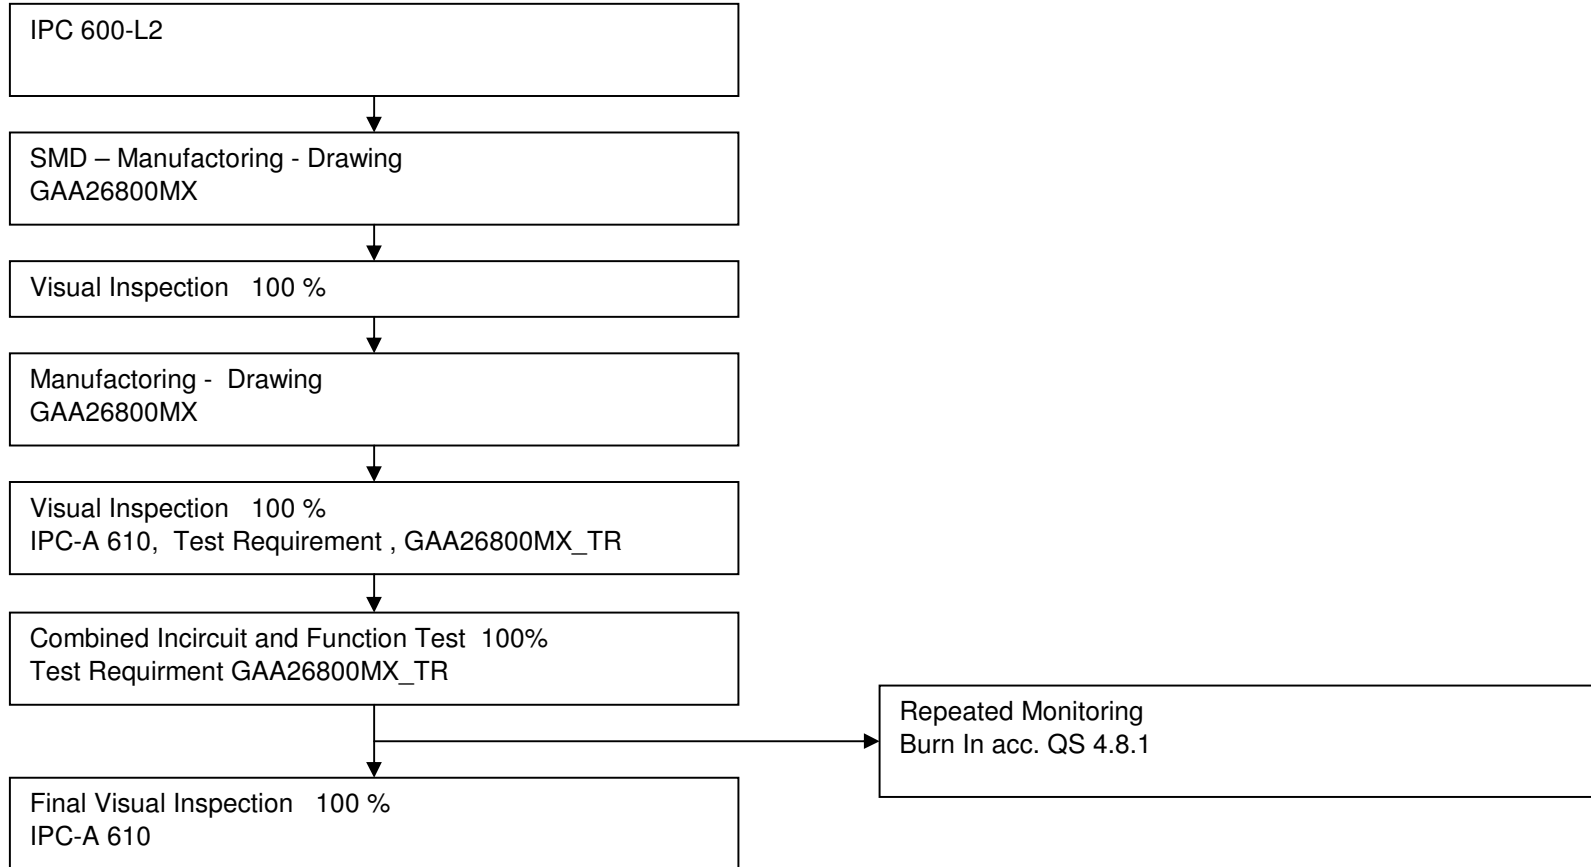 IPC 600-L2
SMD – Manufactoring - Drawing
GAA26800MX
Visual Inspection   100 %
Manufactoring -  Drawing
GAA26800MX
Visual Inspection   100 %
IPC-A 610,  Test Requirement , GAA26800MX_TR
Combined Incircuit and Function Test  100%
Test Requirment GAA26800MX_TR
Repeated Monitoring
Burn In acc. QS 4.8.1
Final Visual Inspection   100 %
IPC-A 610